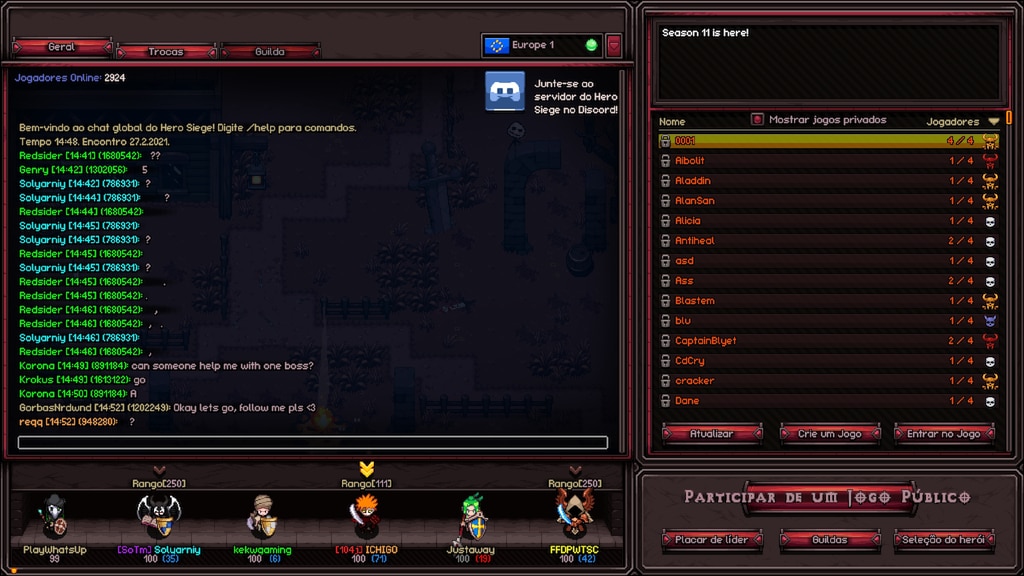 Geral
Trocas
Guilda
Europe 1
Jogadores Online: 2924
Junte-se ao
servidor do Hero
Siege no Discord!
Bem-vindo ao chat global do Hero Siege! Digite /help para comandos.
Tempo 14:48. Encontro 27.2.2021.
Redsider [14:41] (1680542): ??
Genry [14:42] (1302056): 5
Solyarniy [14:42] (786931): ?
Solyarniy [14:44] (786931): ?
Redsider [14:44] (1680542):
Solyarniy [14:45] (786931):
Solyarniy [14:45] (786931): ?
Redsider [14:45] (1680542):
Solyarniy [14:45] (786931): ?
Redsider [14:45] (1680542): .
Redsider [14:45] (1680542): .
Redsider [14:46] (1680542): ,
Redsider [14:46] (1680542): , .
Solyarniy [14:46] (786931):
Redsider [14:46] (1680542): ,
Korona [14:49] (891184): can someone help me with one boss?
Krokus [14:49] (1613122): go
Korona [14:50] (891184): A
GorbasNrdwnd [14:52] (1202249): Okay lets go, follow me pls <3
reqq [14:52] (948280): ?
Season 11 is here!
Nome Mostrar jogos privados Jogadores
0001 4 / 4
Aibolit 1 / 4
Aladdin 1 / 4
AlanSan 1 / 4
Alicia 1 / 4
Antiheal 2 / 4
asd 1 / 4
Ass 2 / 4
Blastem 1 / 4
blu 1 / 4
CaptainBlyet 2 / 4
CdCry 1 / 4
cracker 1 / 4
Dane 1 / 4
Atualizar Crie um Jogo Entrar no Jogo
Rango[250] Rango[111] Rango[250]
PlayWhatsUp [SoTm] Solyarniy kekwgaming [104;] ICHIGO Justaway FFDPWTSC
99 100 (35) 100 (6) 100 (71) 100 (19) 100 (42)
Participar de um Jogo Público
Placar de líder Guildas Seleção do herói